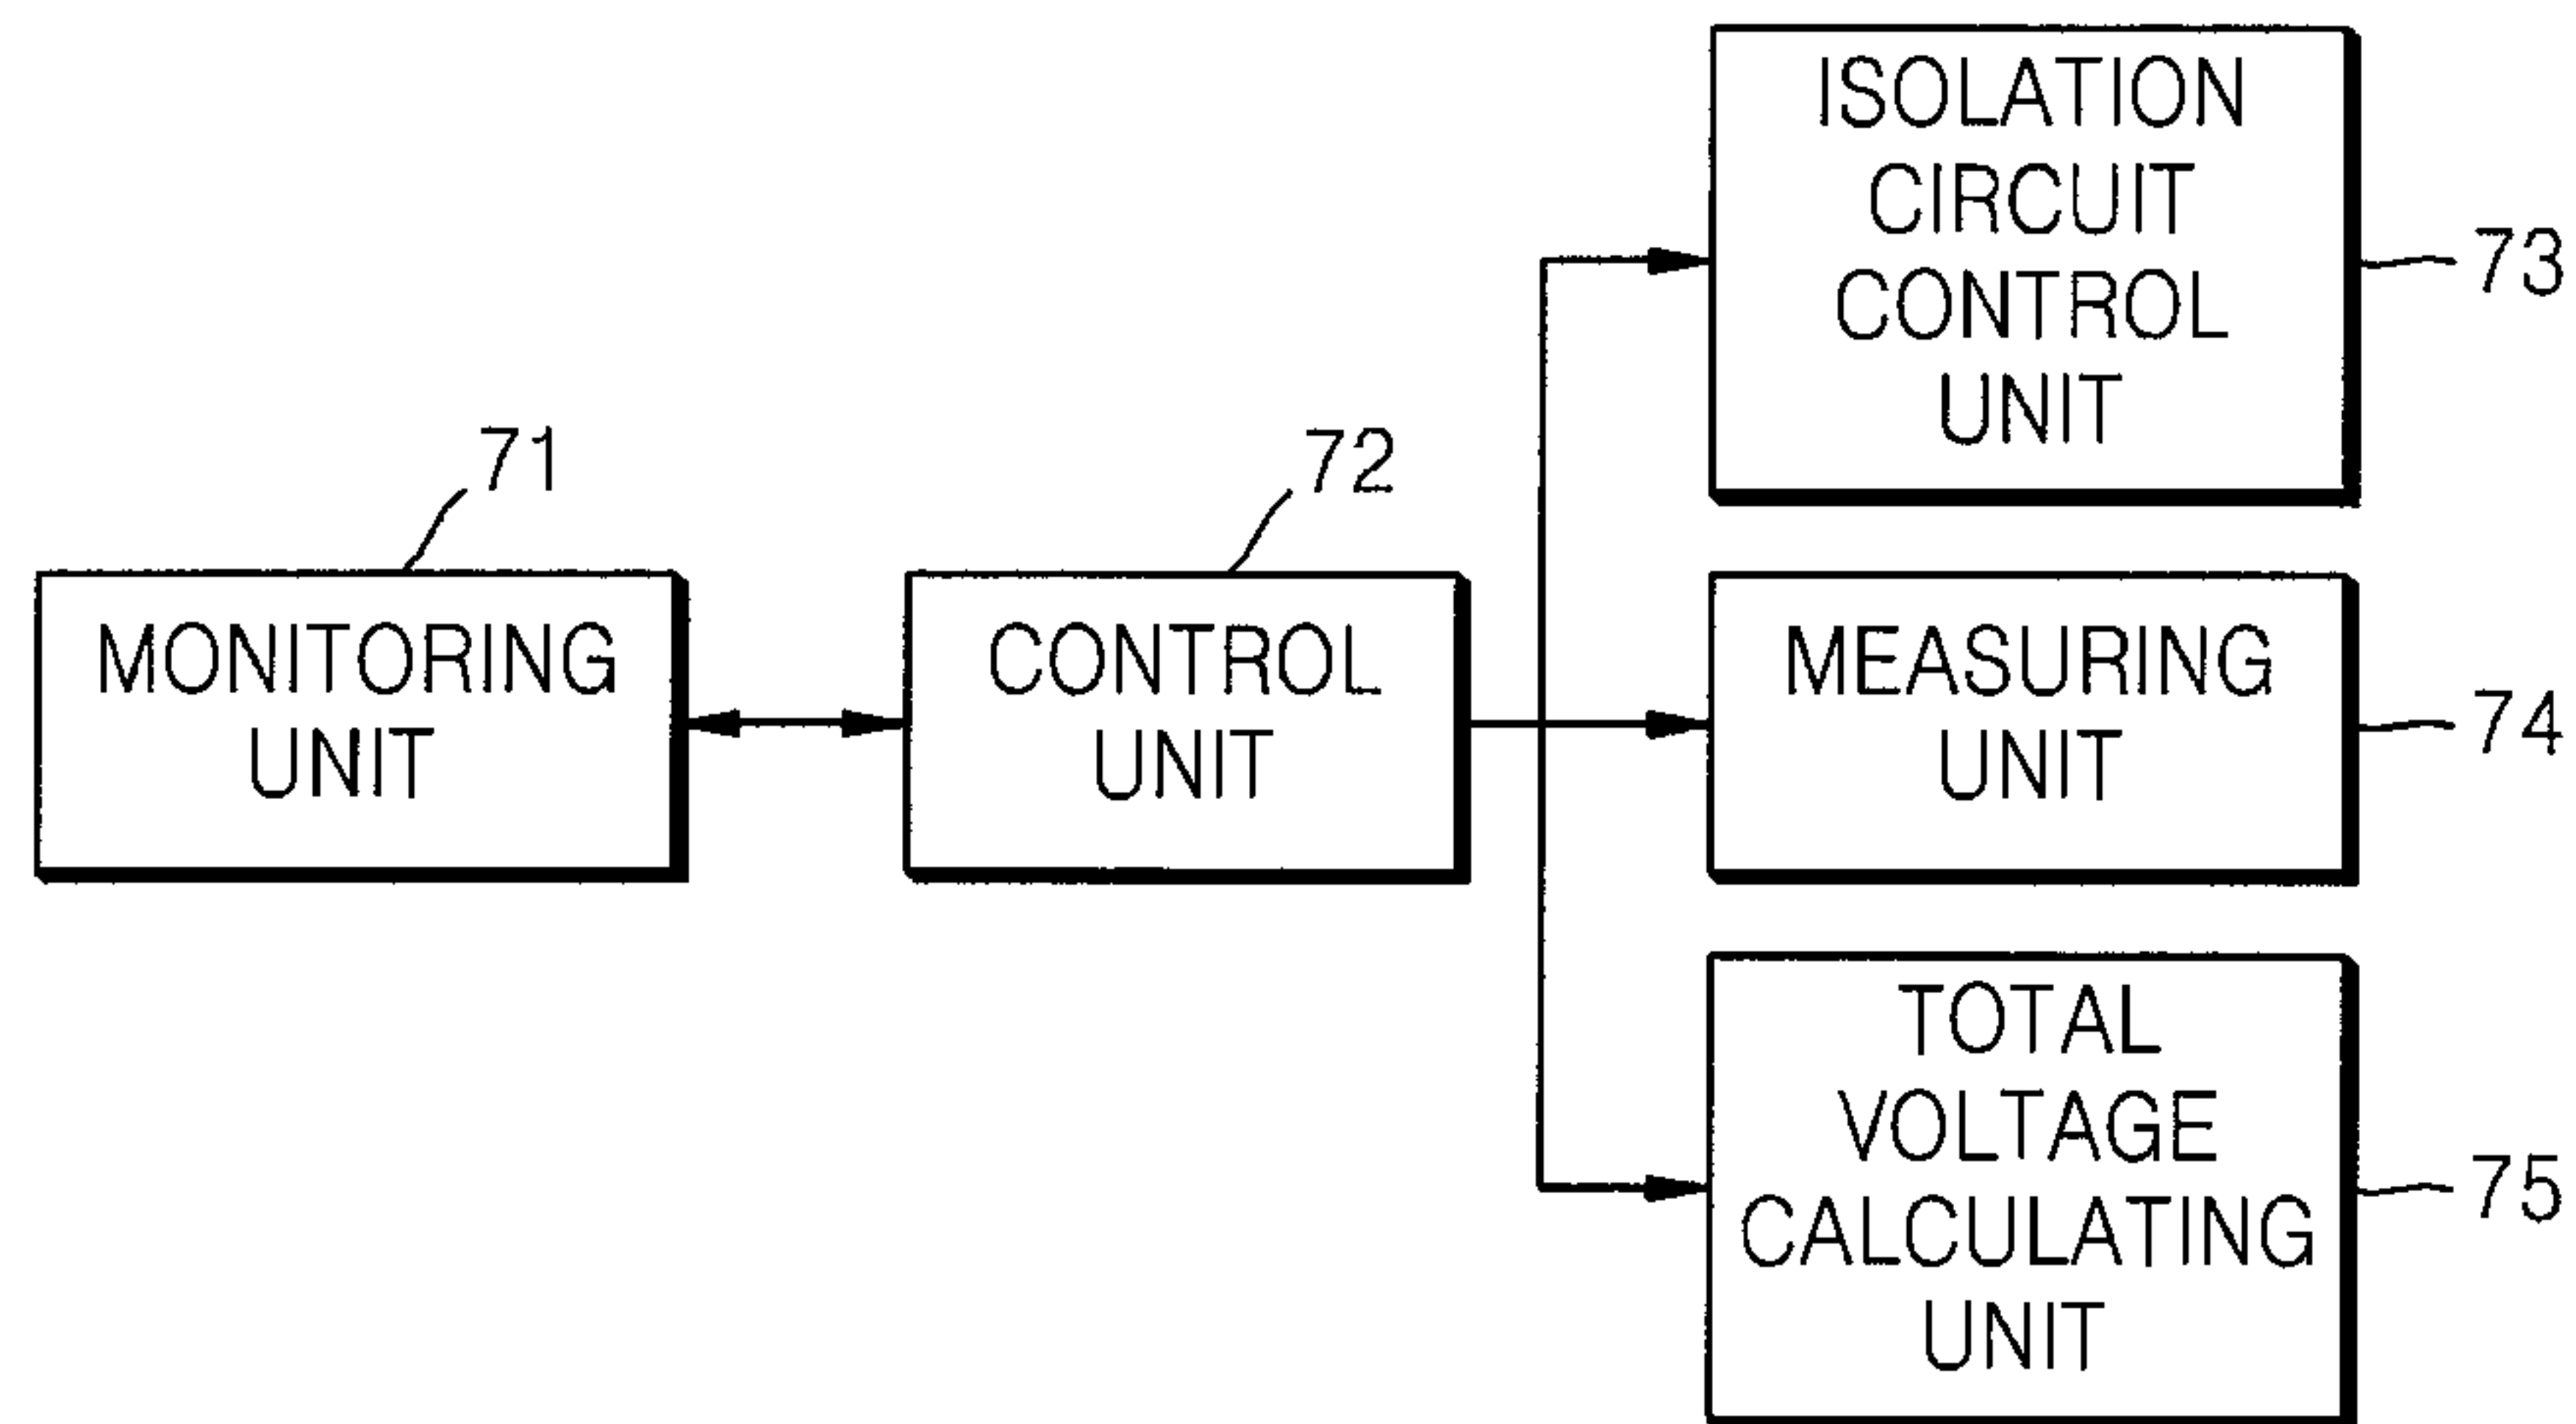 71
MONITORING
UNIT
72
CONTROL
UNIT
ISOLATION
CIRCUIT
CONTROL
UNIT
73
MEASURING
UNIT
74
TOTAL
VOLTAGE
CALCULATING
UNIT
75